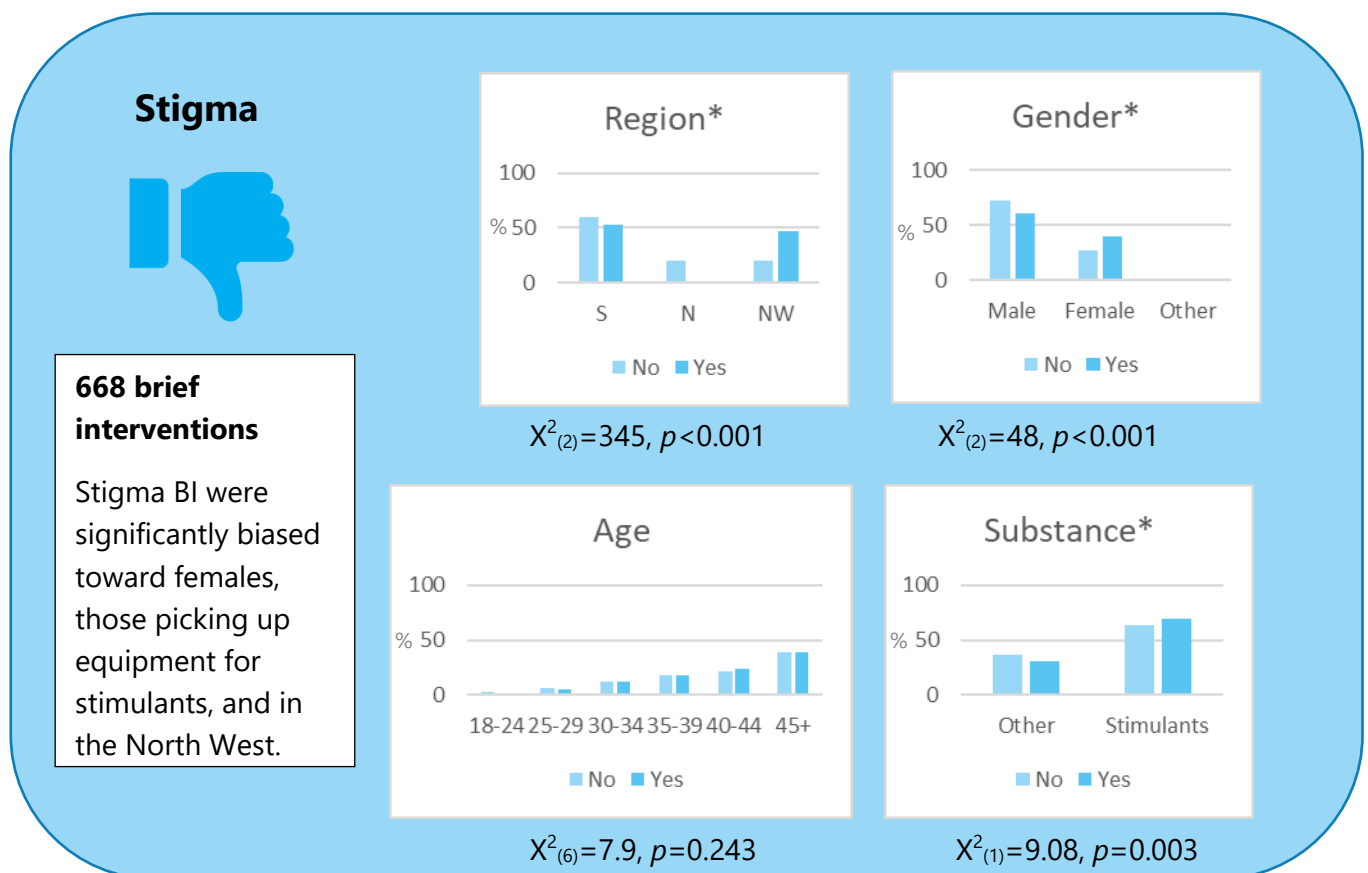 Stigma
668 brief
interventions
Stigma BI were
significantly biased
toward females,
those picking up
equipment for
stimulants, and in
the North West.
Region*
100
% 50
0
S N NW
No Yes
X²₍₂₎=345, p<0.001
Gender*
100
% 50
0
Male Female Other
No Yes
X²₍₂₎=48, p<0.001
Age
100
% 50
0
18-24 25-29 30-34 35-39 40-44 45+
No Yes
X²₍₆₎=7.9, p=0.243
Substance*
100
% 50
0
Other Stimulants
No Yes
X²₍₁₎=9.08, p=0.003